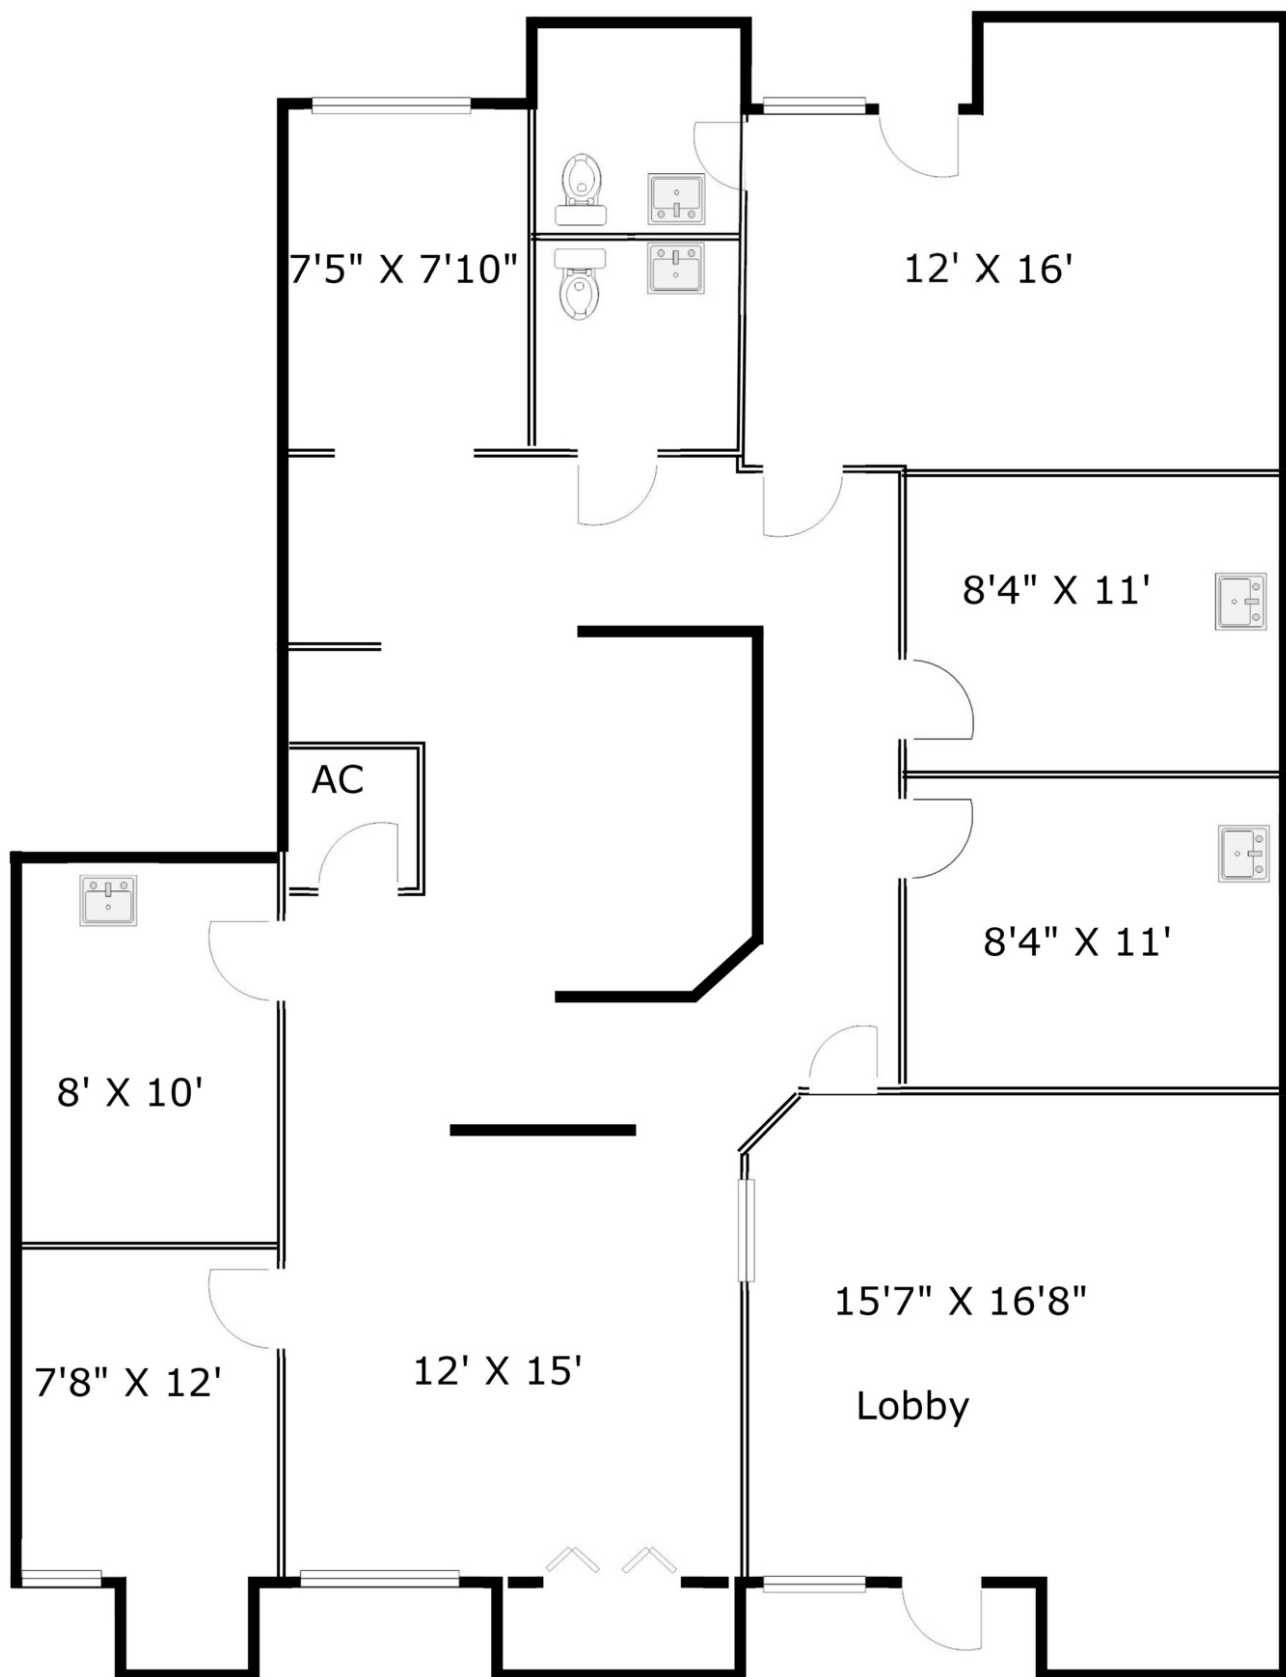 7'5" X 7'10"
12' X 16'
8'4" X 11'
AC
8'4" X 11'
8' X 10'
15'7" X 16'8"
7'8" X 12'
12' X 15'
Lobby